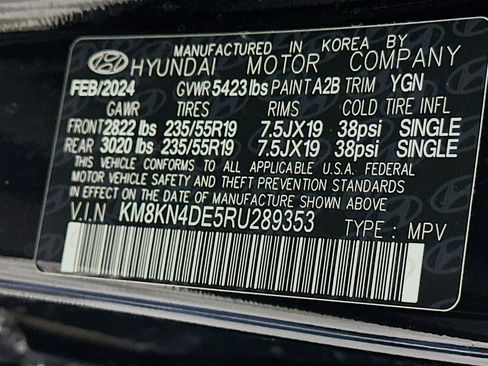 MANUFACTURED IN KOREA BY
HYUNDAI MOTOR COMPANY
FEB/2024 GVWR 5423 lbs PAINT A2B TRIM YGN
GAWR TIRES RIMS COLD TIRE INFL
FRONT 2822 lbs 235/55R19 7.5JX19 38psi SINGLE
REAR 3020 lbs 235/55R19 7.5JX19 38psi SINGLE
THIS VEHICLE CONFORMS TO ALL APPLICABLE U.S.A. FEDERAL
MOTOR VEHICLE SAFETY AND THEFT PREVENTION STANDARDS
IN EFFECT ON THE DATE OF MANUFACTURE SHOWN ABOVE
V.I.N KM8KN4DE5RU289353 TYPE : MPV